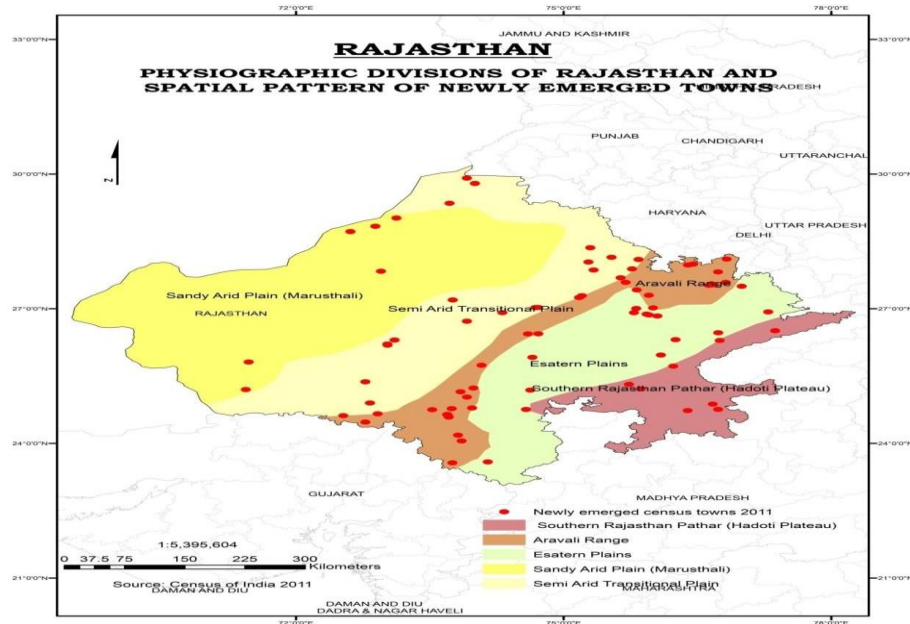 72°0'0"E
75°0'0"E
78°0'0"E
33°0'0"N
JAMMU AND KASHMIR
RAJASTHAN
PHYSIOGRAPHIC DIVISIONS OF RAJASTHAN AND
SPATIAL PATTERN OF NEWLY EMERGED TOWNS
PRADESH
PUNJAB
CHANDIGARH
UTTARANCHAL
N
30°0'0"N
30°0'0"N
HARYANA
UTTAR PRADESH
DELHI
Aravali Range
Sandy Arid Plain (Marusthali)
Semi Arid Transitional Plain
RAJASTHAN
27°0'0"N
27°0'0"N
Esatern Plains
Southern Rajasthan Pathar (Hadoti Plateau)
24°0'0"N
24°0'0"N
GUJARAT
MADHYA PRADESH
Newly emerged census towns 2011
Southern Rajasthan Pathar (Hadoti Plateau)
Aravali Range
Esatern Plains
Sandy Arid Plain (Marusthali)
Semi Arid Transitional Plain
1:5,395,604
0 37.5 75 150 225 300
Kilometers
Source: Census of India 2011
21°0'0"N
21°0'0"N
DAMAN AND DIU
MAHARASHTRA
DAMAN AND DIU
DADRA & NAGAR HAVELI
72°0'0"E
75°0'0"E
78°0'0"E